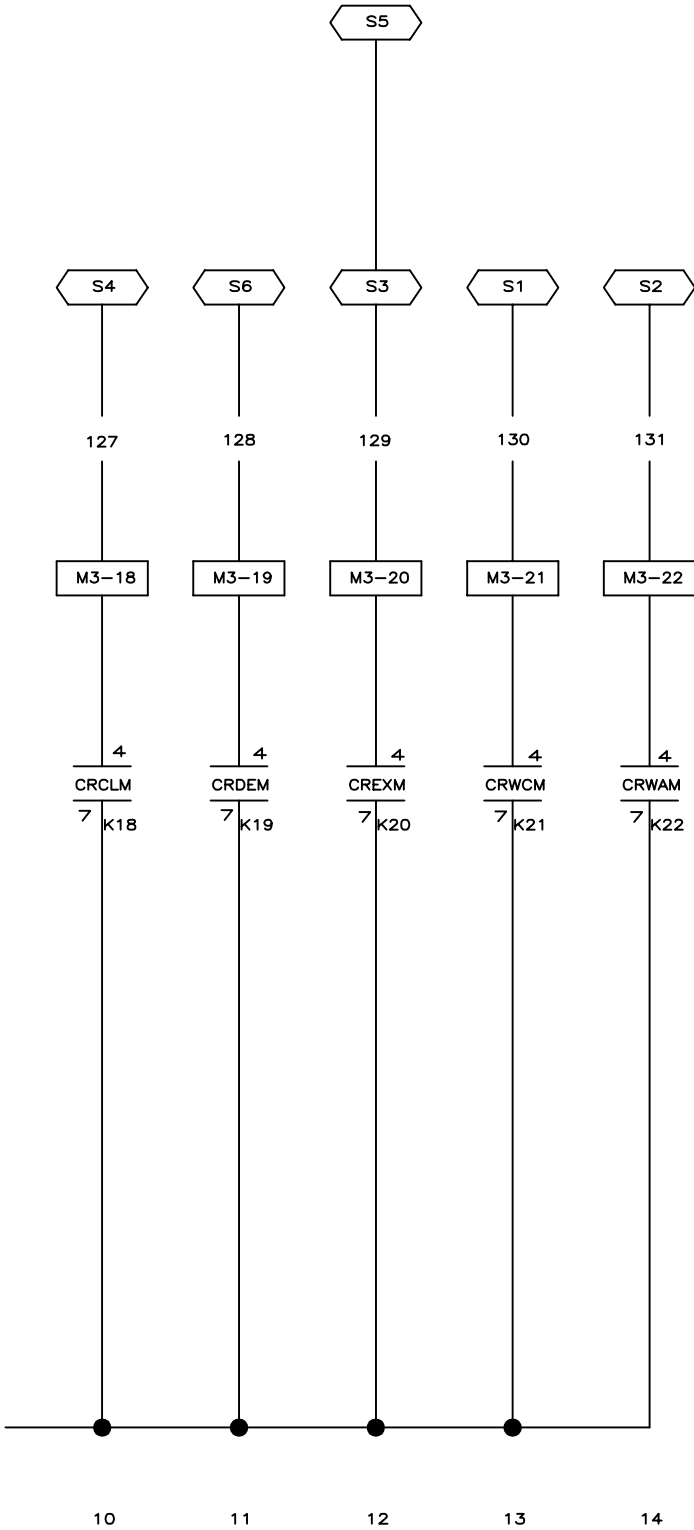 S5
S4 S6 S3 S1 S2
127 128 129 130 131
M3-18 M3-19 M3-20 M3-21 M3-22
4 4 4 4 4
CRCLM CRDEM CREXM CRWCM CRWAM
7 K18 7 K19 7 K20 7 K21 7 K22
10 11 12 13 14